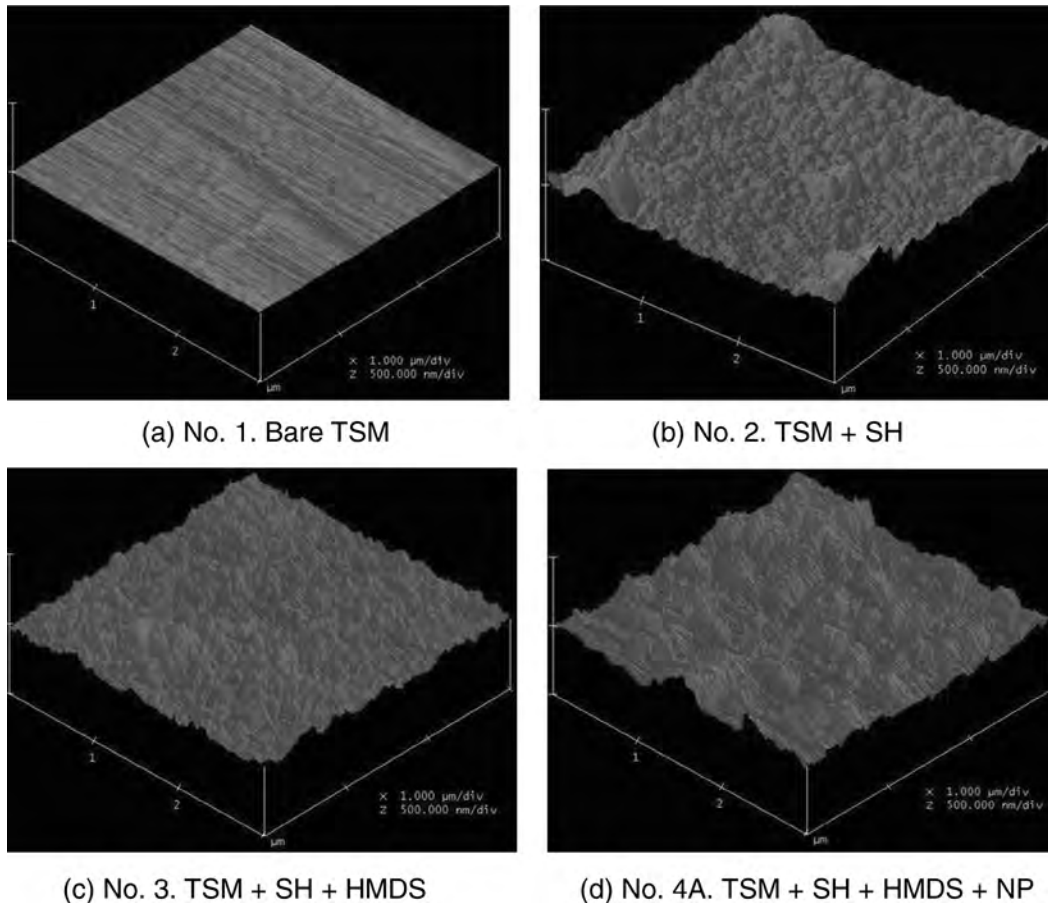 1
2
X 1.000 µm/div
Z 500.000 nm/div
µm
(a) No. 1. Bare TSM
1
2
X 1.000 µm/div
Z 500.000 nm/div
µm
(b) No. 2. TSM + SH
1
2
X 1.000 µm/div
Z 500.000 nm/div
µm
(c) No. 3. TSM + SH + HMDS
1
2
X 1.000 µm/div
Z 500.000 nm/div
µm
(d) No. 4A. TSM + SH + HMDS + NP